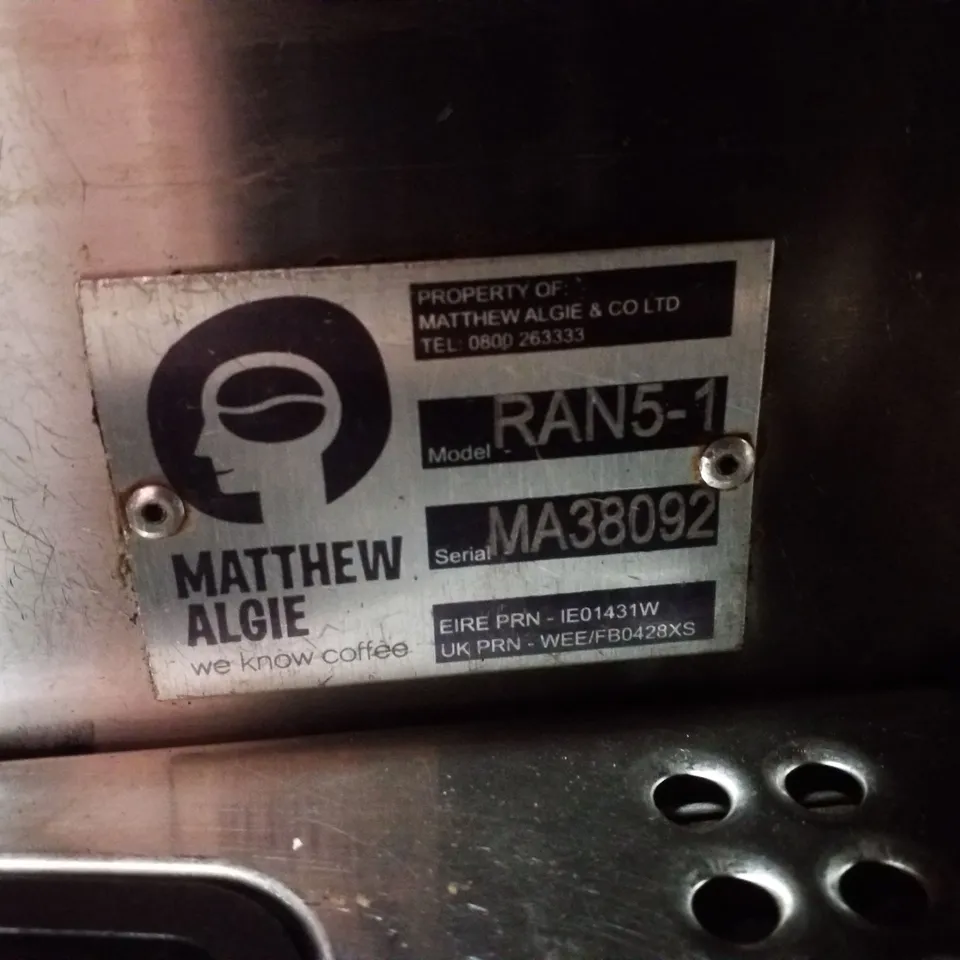 PROPERTY OF:
MATTHEW ALGIE & CO LTD
TEL: 0800 263333
Model RAN5-1
Serial MA38092
EIRE PRN - IE01431W
UK PRN - WEE/FB0428XS
MATTHEW
ALGIE
we know coffee